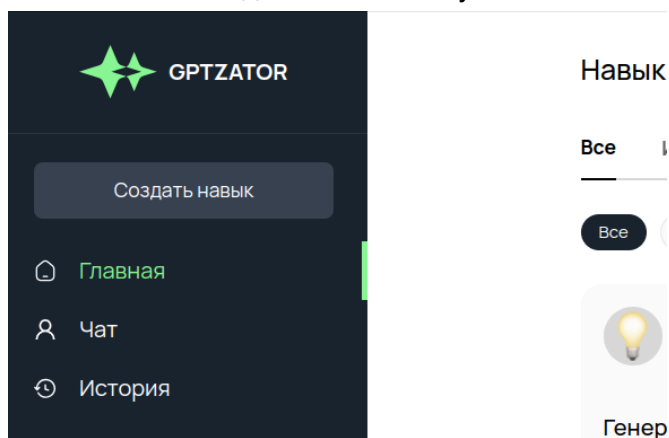 GPTZATOR
Создать навык
Главная
Чат
История
Навык
Все
Все
Генер